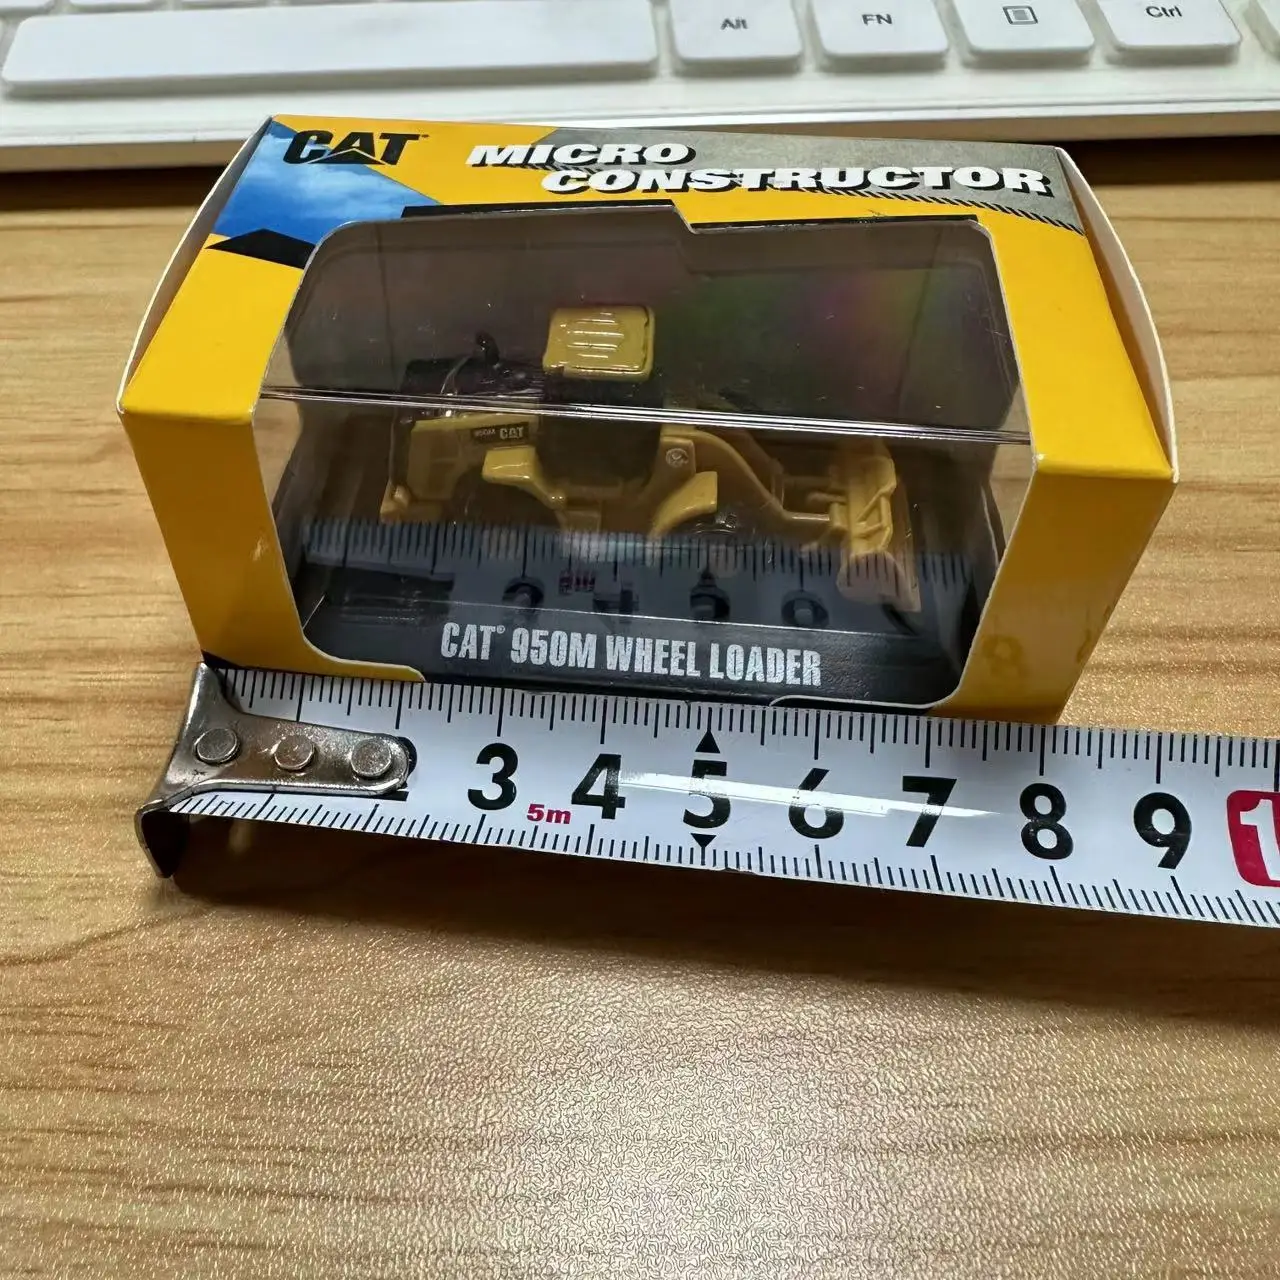 Alt FN Ctrl
CAT
MICRO
CONSTRUCTOR
CAT
CAT® 950M WHEEL LOADER
3 4 5 6 7 8 9 1
5m